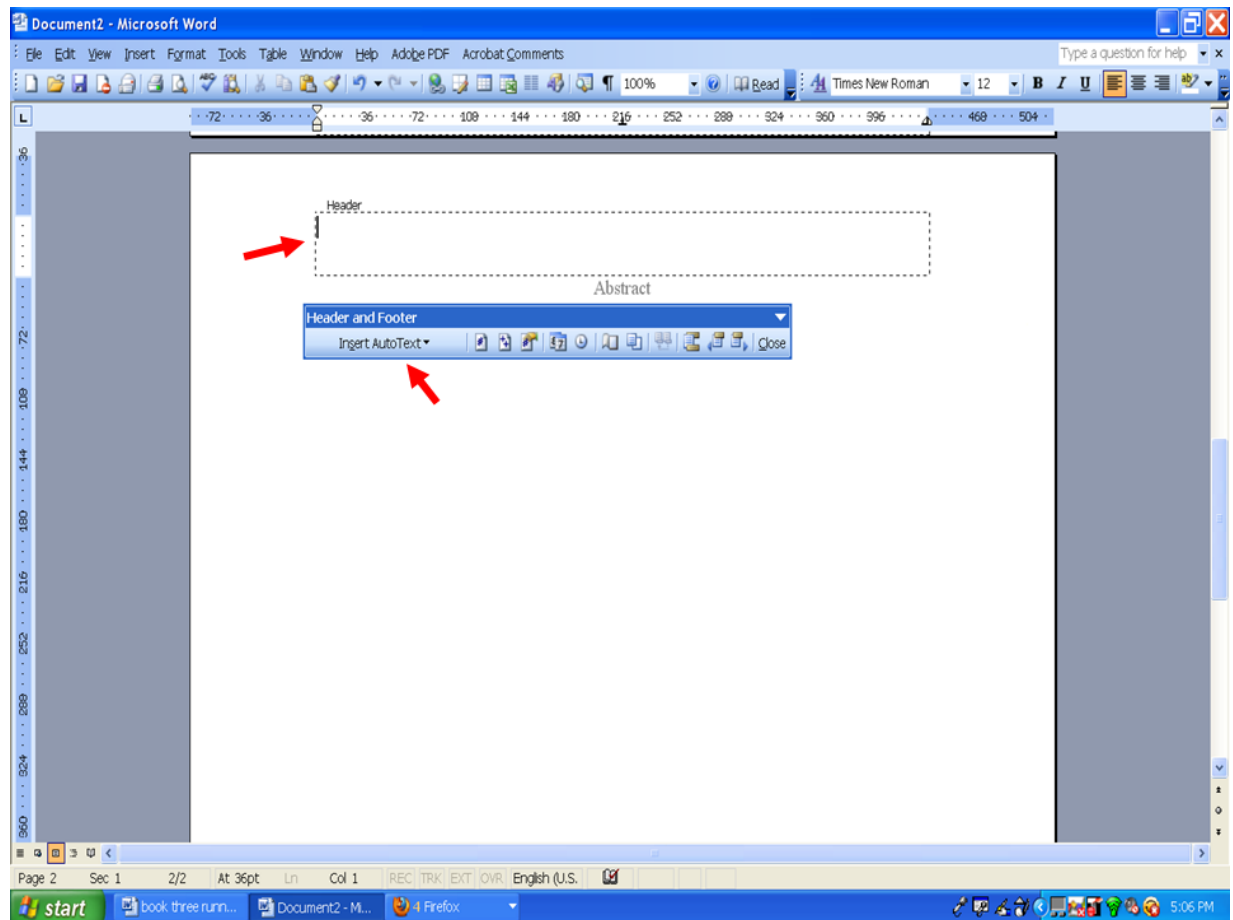 Document2 - Microsoft Word
File Edit View Insert Format Tools Table Window Help Adobe PDF Acrobat Comments
Type a question for help
100% Read Times New Roman 12 B I U
L
72 36 36 72 108 144 180 216 252 288 324 360 396 468 504
36
Header
Abstract
Header and Footer
72
Insert AutoText Close
108
144
180
216
252
288
324
360
Page 2 Sec 1 2/2 At 36pt Ln Col 1 REC TRK EXT OVR English (U.S.
start book three runn... Document2 - M... 4 Firefox 5:06 PM